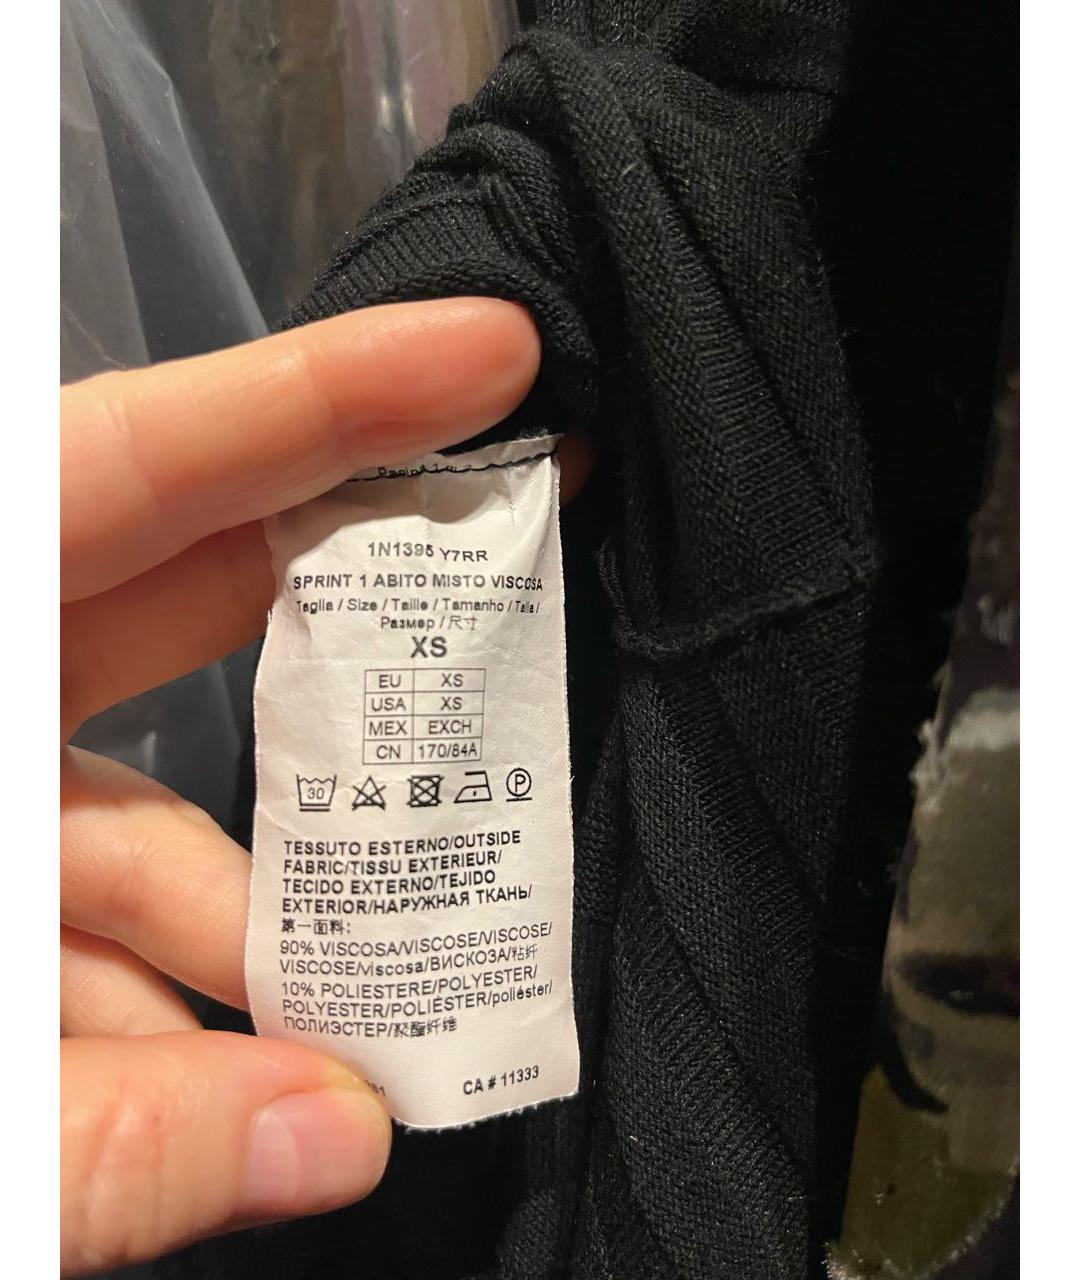 1N1396 Y7RR
SPRINT 1 ABITO MISTO VISCOSA
Taglia / Size / Taille / Tamanho / Talla /
Размер / 尺寸
XS
EU XS
USA XS
MEX EXCH
CN 170/84A
30 P
TESSUTO ESTERNO/OUTSIDE
FABRIC/TISSU EXTERIEUR/
TECIDO EXTERNO/TEJIDO
EXTERIOR/НАРУЖНАЯ ТКАНЬ/
第一面料:
90% VISCOSA/VISCOSE/VISCOSE/
VISCOSE/viscosa/ВИСКОЗА/粘纤
10% POLIESTERE/POLYESTER/
POLYESTER/POLIÉSTER/poliéster/
ПОЛИЭСТЕР/聚酯纤维
CA # 11333